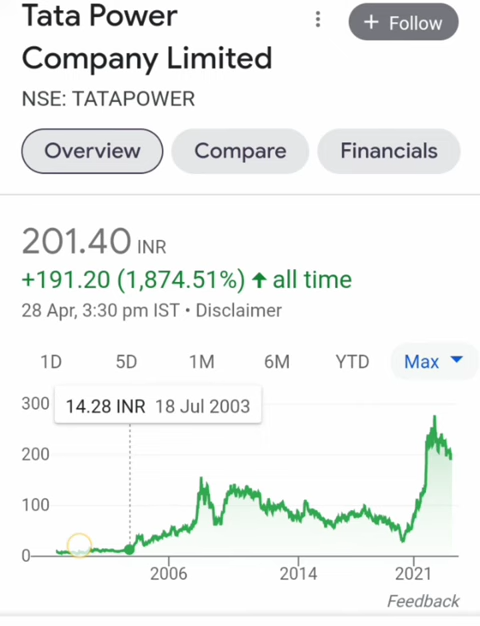 Tata Power
Company Limited
+ Follow
NSE: TATAPOWER
Overview
Compare
Financials
201.40 INR
+191.20 (1,874.51%) ↑ all time
28 Apr, 3:30 pm IST • Disclaimer
1D 5D 1M 6M YTD Max
14.28 INR 18 Jul 2003
300
200
100
0
2006 2014 2021
Feedback